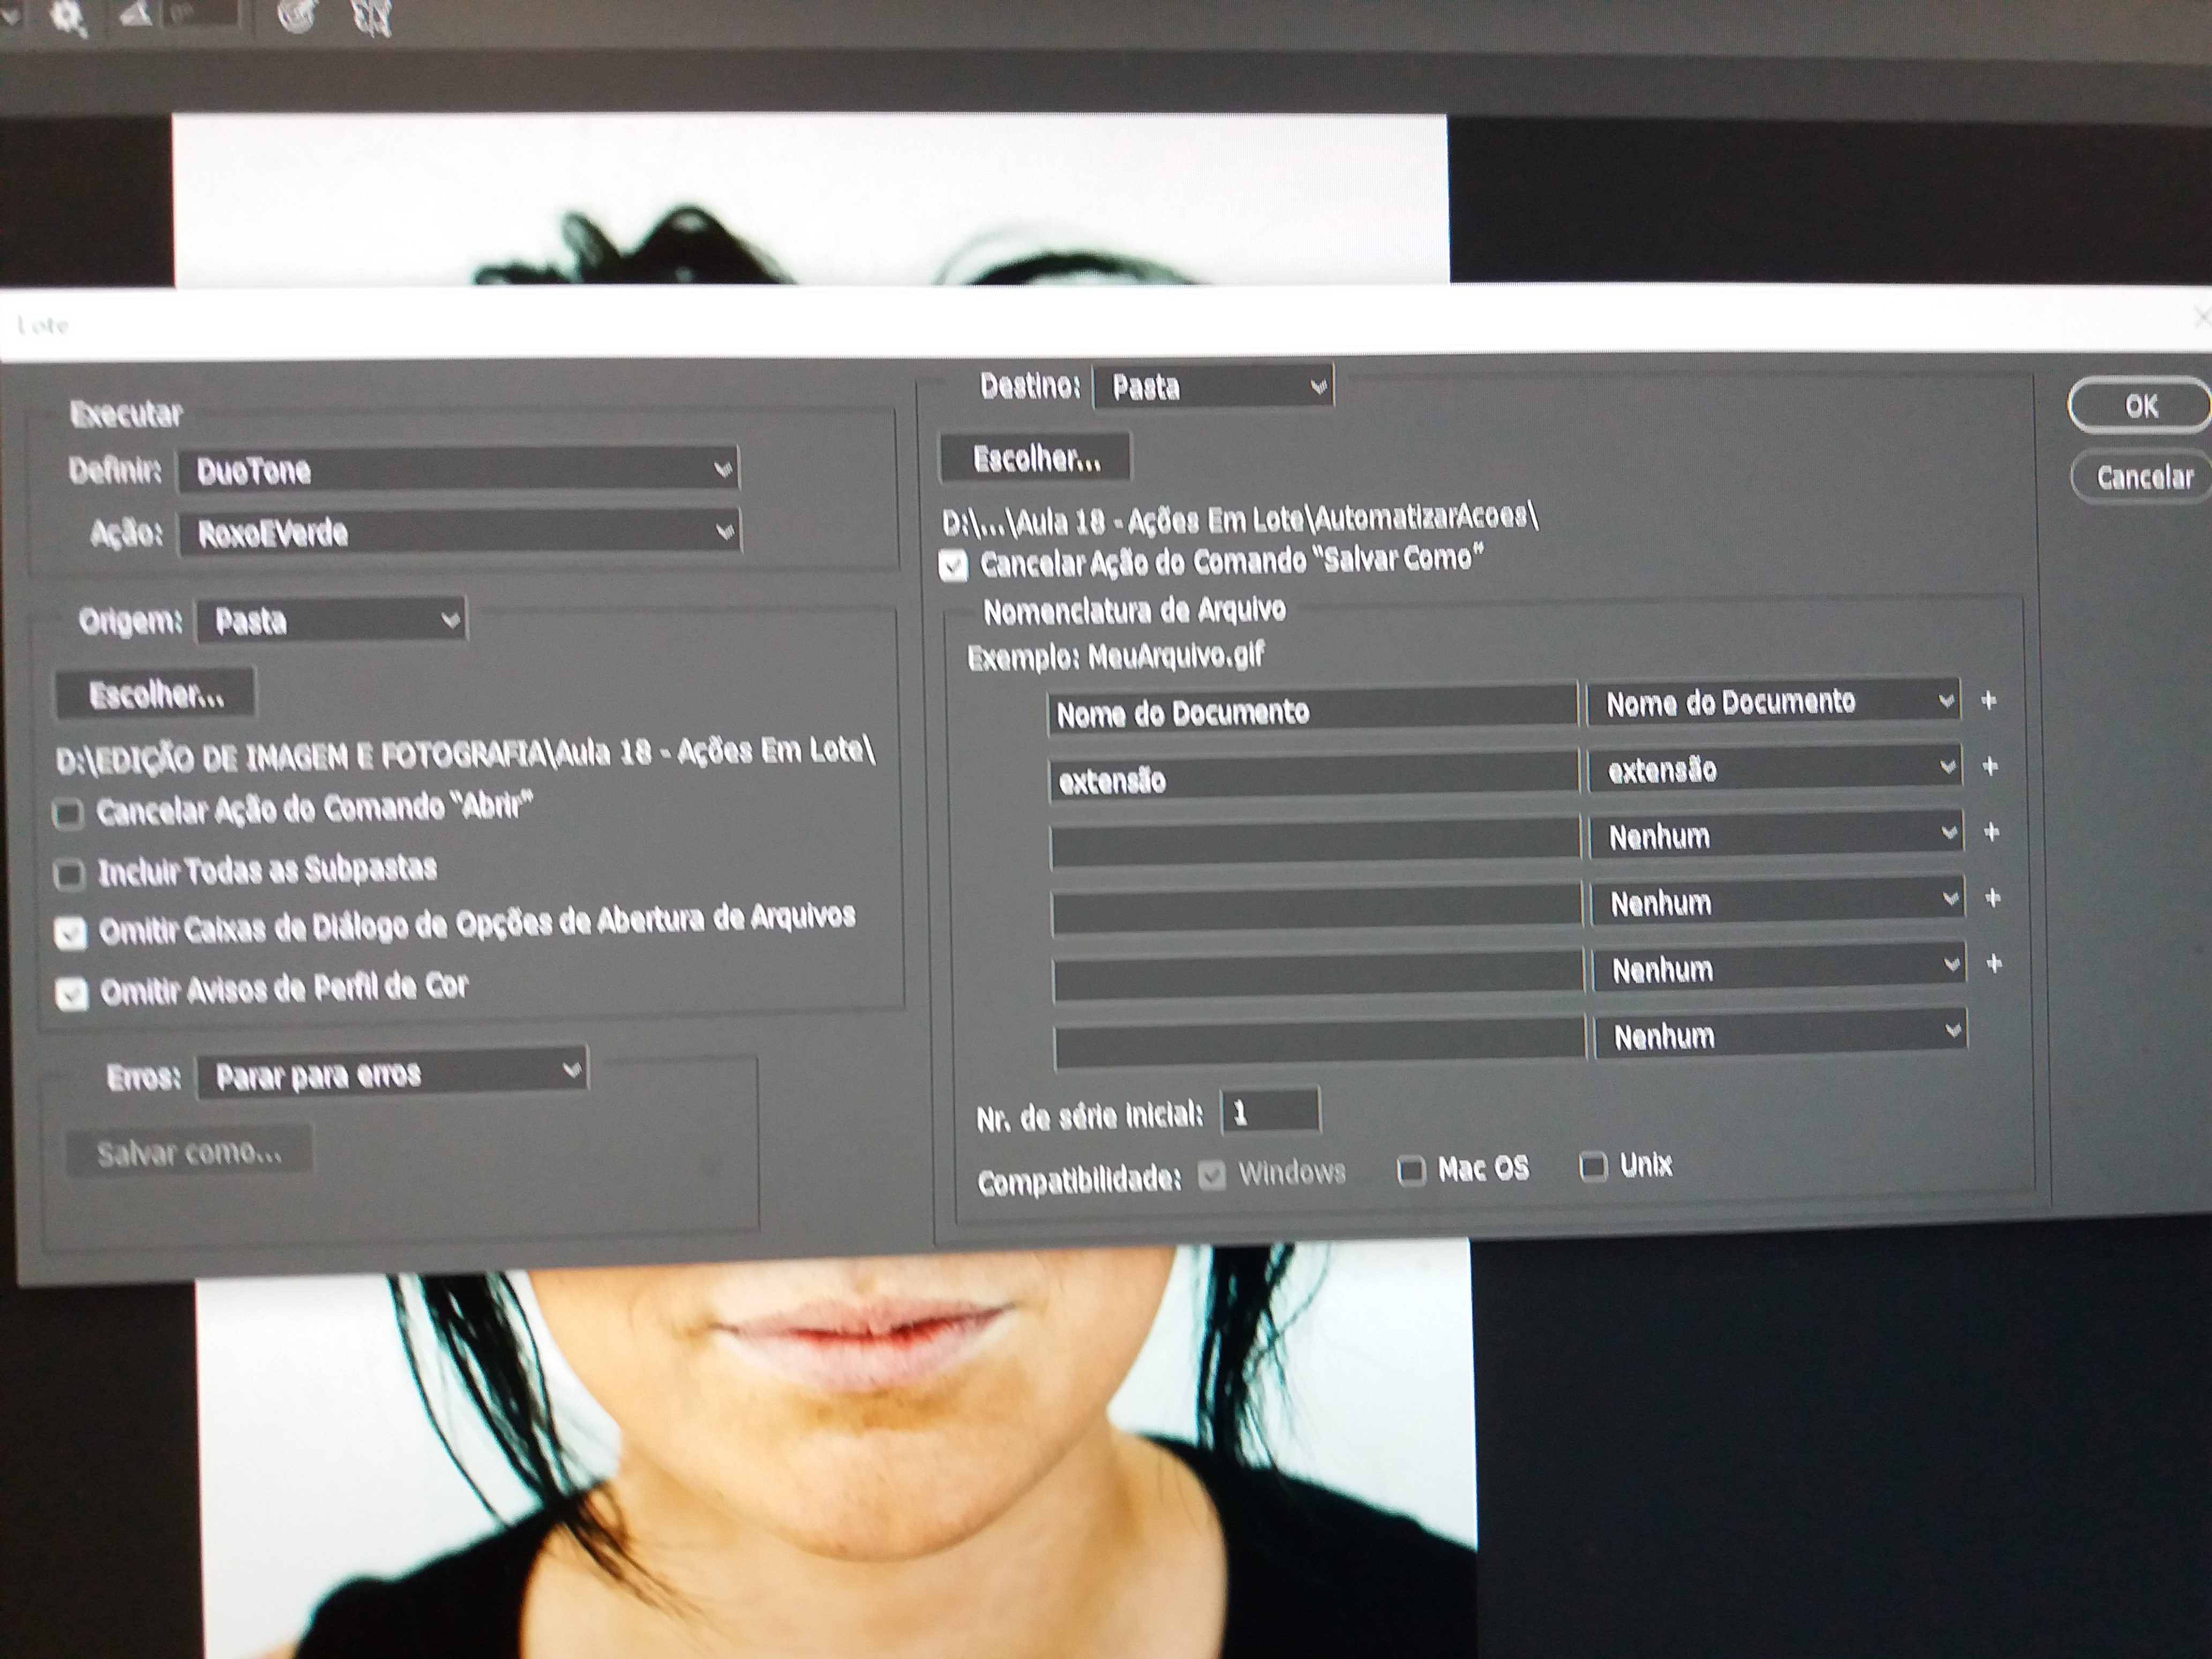 Lote
Executar
Definir: DuoTone
Ação: RoxoEVerde
Origem: Pasta
Escolher...
D:\EDIÇÃO DE IMAGEM E FOTOGRAFIA\Aula 18 - Ações Em Lote\
Cancelar Ação do Comando "Abrir"
Incluir Todas as Subpastas
Omitir Caixas de Diálogo de Opções de Abertura de Arquivos
Omitir Avisos de Perfil de Cor
Erros: Parar para erros
Salvar como...
Destino: Pasta
Escolher...
D:\...\Aula 18 - Ações Em Lote\AutomatizarAcoes\
Cancelar Ação do Comando "Salvar Como"
Nomenclatura de Arquivo
Exemplo: MeuArquivo.gif
Nome do Documento Nome do Documento +
extensão extensão +
Nenhum +
Nenhum +
Nenhum +
Nenhum
Nr. de série inicial: 1
Compatibilidade: Windows Mac OS Unix
OK
Cancelar